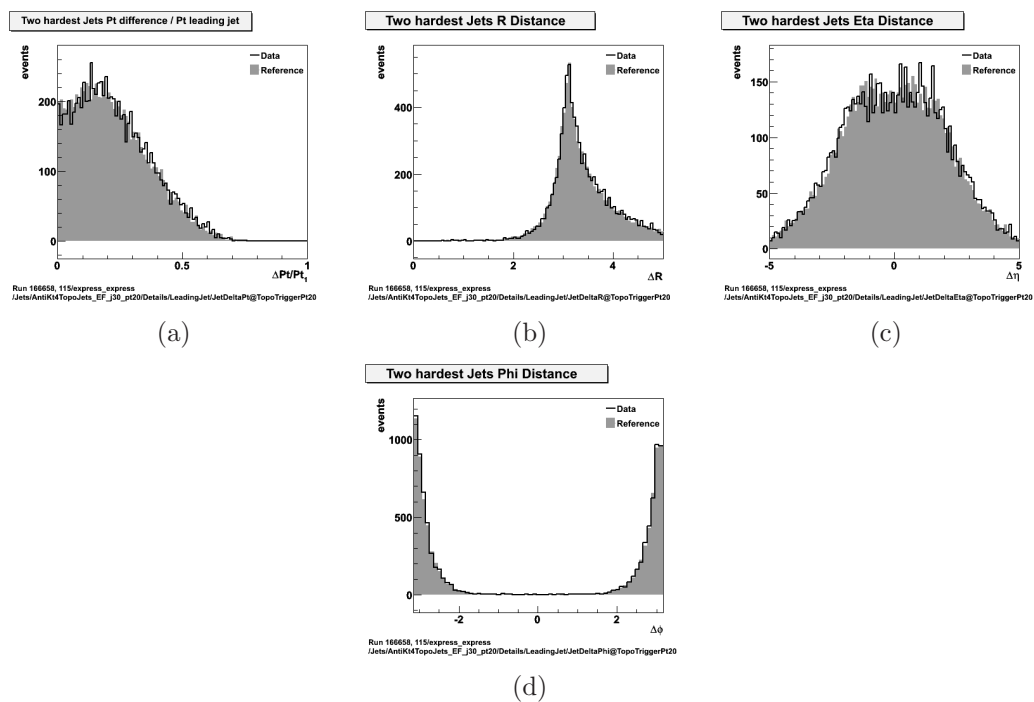 Two hardest Jets Pt difference / Pt leading jet
events
Data
Reference
200
100
0
0
0.5
1
ΔPt/Pt1
Run 166658, 115/express_express
/Jets/AntiKt4TopoJets_EF_j30_pt20/Details/LeadingJet/JetDeltaPt@TopoTriggerPt20
(a)
Two hardest Jets R Distance
events
Data
Reference
400
200
0
0
2
4
ΔR
Run 166658, 115/express_express
/Jets/AntiKt4TopoJets_EF_j30_pt20/Details/LeadingJet/JetDeltaR@TopoTriggerPt20
(b)
Two hardest Jets Eta Distance
events
Data
Reference
150
100
50
0
-5
0
5
Δη
Run 166658, 115/express_express
/Jets/AntiKt4TopoJets_EF_j30_pt20/Details/LeadingJet/JetDeltaEta@TopoTriggerPt20
(c)
Two hardest Jets Phi Distance
events
Data
Reference
1000
500
0
-2
0
2
Δϕ
Run 166658, 115/express_express
/Jets/AntiKt4TopoJets_EF_j30_pt20/Details/LeadingJet/JetDeltaPhi@TopoTriggerPt20
(d)